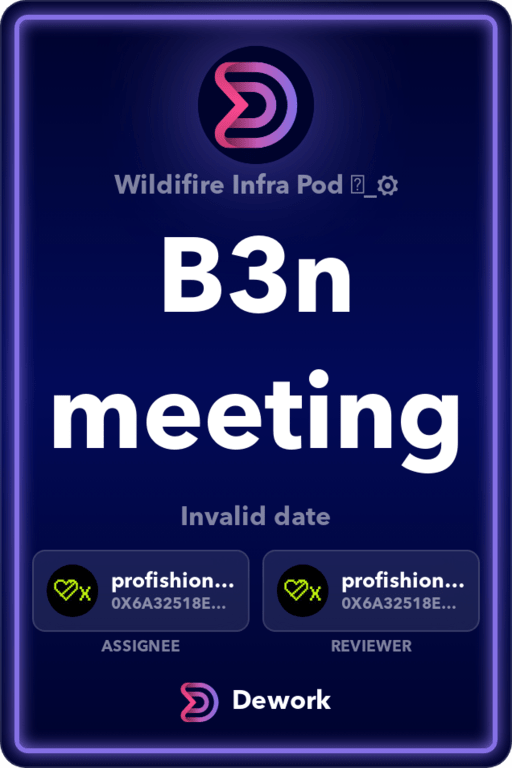 Wildifire Infra Pod ⍰_⚙
B3n
meeting
Invalid date
profishion... profishion...
0X6A32518E... 0X6A32518E...
ASSIGNEE REVIEWER
Dework